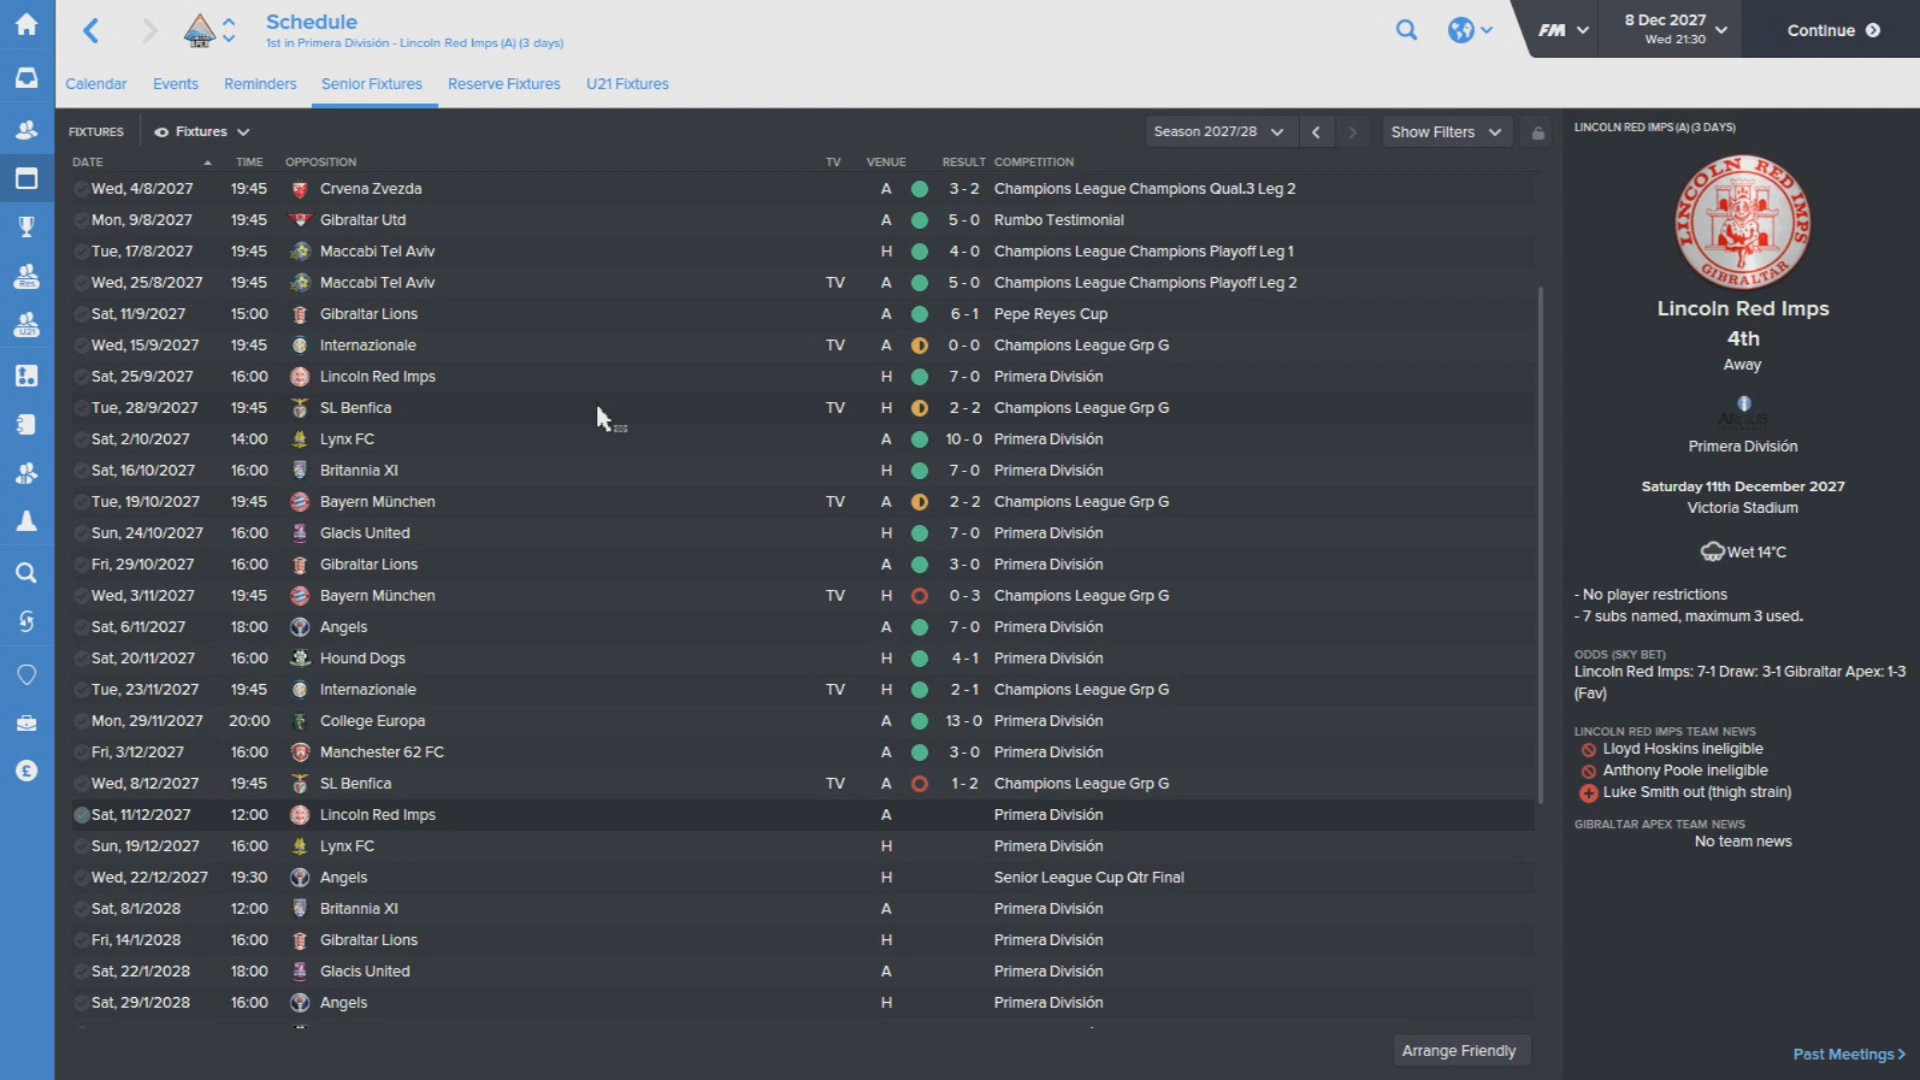 Schedule
1st in Primera División - Lincoln Red Imps (A) (3 days)
FM
8 Dec 2027
Wed 21:30
Continue
Calendar Events Reminders Senior Fixtures Reserve Fixtures U21 Fixtures
FIXTURES Fixtures Season 2027/28 Show Filters
DATE TIME OPPOSITION TV VENUE RESULT COMPETITION
Wed, 4/8/2027 19:45 Crvena Zvezda A 3 - 2 Champions League Champions Qual.3 Leg 2
Mon, 9/8/2027 19:45 Gibraltar Utd A 5 - 0 Rumbo Testimonial
Tue, 17/8/2027 19:45 Maccabi Tel Aviv H 4 - 0 Champions League Champions Playoff Leg 1
Wed, 25/8/2027 19:45 Maccabi Tel Aviv TV A 5 - 0 Champions League Champions Playoff Leg 2
Sat, 11/9/2027 15:00 Gibraltar Lions A 6 - 1 Pepe Reyes Cup
Wed, 15/9/2027 19:45 Internazionale TV A 0 - 0 Champions League Grp G
Sat, 25/9/2027 16:00 Lincoln Red Imps H 7 - 0 Primera División
Tue, 28/9/2027 19:45 SL Benfica TV H 2 - 2 Champions League Grp G
Sat, 2/10/2027 14:00 Lynx FC A 10 - 0 Primera División
Sat, 16/10/2027 16:00 Britannia XI H 7 - 0 Primera División
Tue, 19/10/2027 19:45 Bayern München TV A 2 - 2 Champions League Grp G
Sun, 24/10/2027 16:00 Glacis United H 7 - 0 Primera División
Fri, 29/10/2027 16:00 Gibraltar Lions A 3 - 0 Primera División
Wed, 3/11/2027 19:45 Bayern München TV H 0 - 3 Champions League Grp G
Sat, 6/11/2027 18:00 Angels A 7 - 0 Primera División
Sat, 20/11/2027 16:00 Hound Dogs H 4 - 1 Primera División
Tue, 23/11/2027 19:45 Internazionale TV H 2 - 1 Champions League Grp G
Mon, 29/11/2027 20:00 College Europa A 13 - 0 Primera División
Fri, 3/12/2027 16:00 Manchester 62 FC A 3 - 0 Primera División
Wed, 8/12/2027 19:45 SL Benfica TV A 1 - 2 Champions League Grp G
Sat, 11/12/2027 12:00 Lincoln Red Imps A Primera División
Sun, 19/12/2027 16:00 Lynx FC H Primera División
Wed, 22/12/2027 19:30 Angels H Senior League Cup Qtr Final
Sat, 8/1/2028 12:00 Britannia XI A Primera División
Fri, 14/1/2028 16:00 Gibraltar Lions H Primera División
Sat, 22/1/2028 18:00 Glacis United A Primera División
Sat, 29/1/2028 16:00 Angels H Primera División
Arrange Friendly
LINCOLN RED IMPS (A) (3 DAYS)
LINCOLN RED IMPS
GIBRALTAR
Lincoln Red Imps
4th
Away
ARGUS
Primera División
Saturday 11th December 2027
Victoria Stadium
Wet 14°C
- No player restrictions
- 7 subs named, maximum 3 used.
ODDS (SKY BET)
Lincoln Red Imps: 7-1 Draw: 3-1 Gibraltar Apex: 1-3
(Fav)
LINCOLN RED IMPS TEAM NEWS
Lloyd Hoskins ineligible
Anthony Poole ineligible
Luke Smith out (thigh strain)
GIBRALTAR APEX TEAM NEWS
No team news
Past Meetings >
Res
U21
APEX